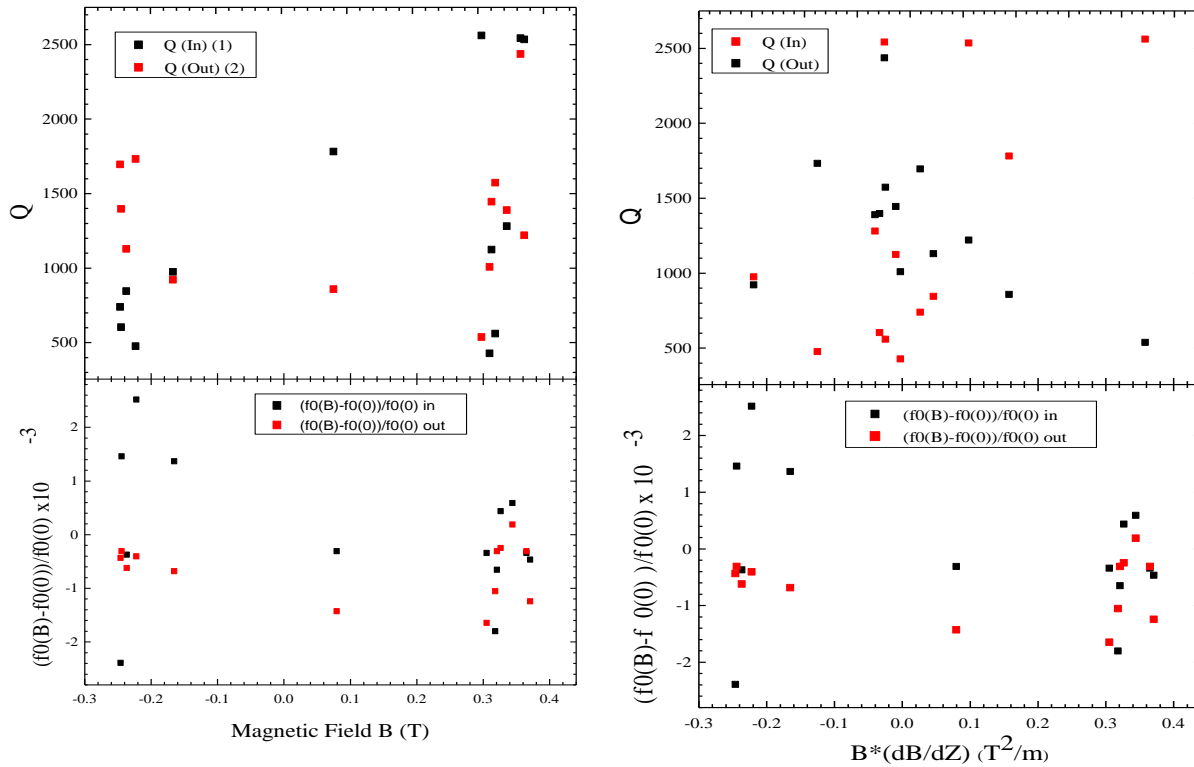 2500
2000
1500
1000
500
Q
Q (In) (1)
Q (Out) (2)
2
1
0
-1
-2
(f0(B)-f0(0))/f0(0) x10
-3
(f0(B)-f0(0))/f0(0) in
(f0(B)-f0(0))/f0(0) out
-0.3 -0.2 -0.1 0.0 0.1 0.2 0.3 0.4
Magnetic Field B (T)
2500
2000
1500
1000
500
Q
Q (In)
Q (Out)
2
1
0
-1
-2
(f0(B)-f 0(0) )/f 0(0) x 10
-3
(f0(B)-f0(0))/f0(0) in
(f0(B)-f0(0))/f0(0) out
-0.3 -0.2 -0.1 0.0 0.1 0.2 0.3 0.4
B*(dB/dZ) (T²/m)